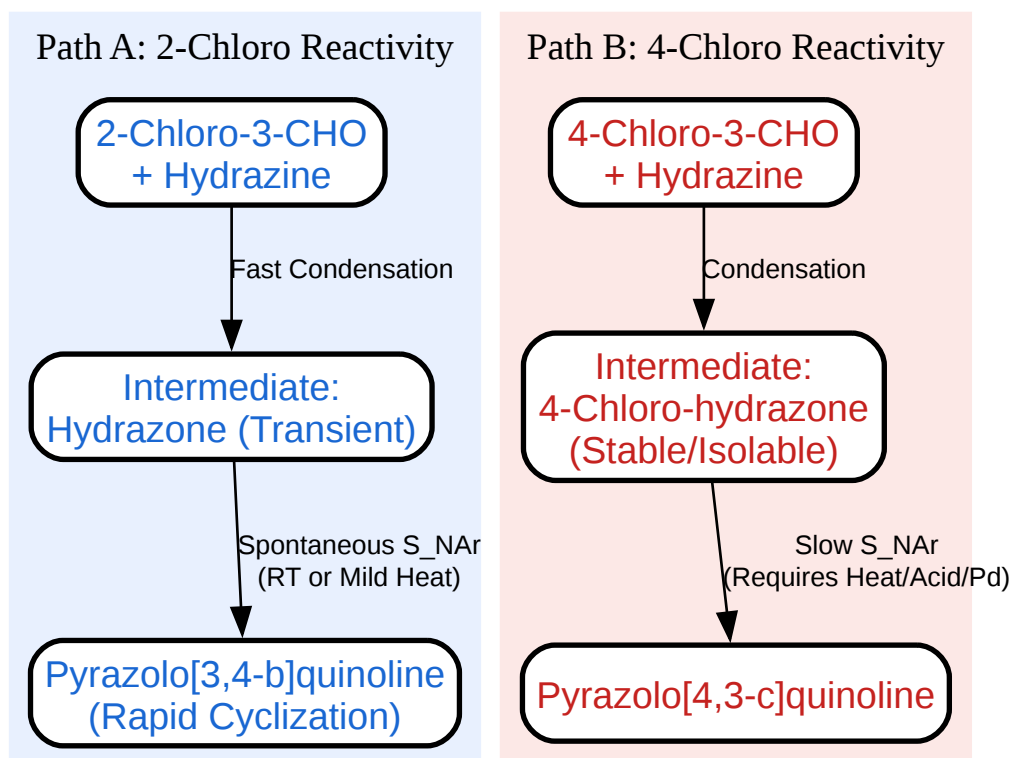 Path A: 2-Chloro Reactivity
2-Chloro-3-CHO
+ Hydrazine
Fast Condensation
Intermediate:
Hydrazone (Transient)
Spontaneous S_NAr
(RT or Mild Heat)
Pyrazolo[3,4-b]quinoline
(Rapid Cyclization)
Path B: 4-Chloro Reactivity
4-Chloro-3-CHO
+ Hydrazine
Condensation
Intermediate:
4-Chloro-hydrazone
(Stable/Isolable)
Slow S_NAr
(Requires Heat/Acid/Pd)
Pyrazolo[4,3-c]quinoline